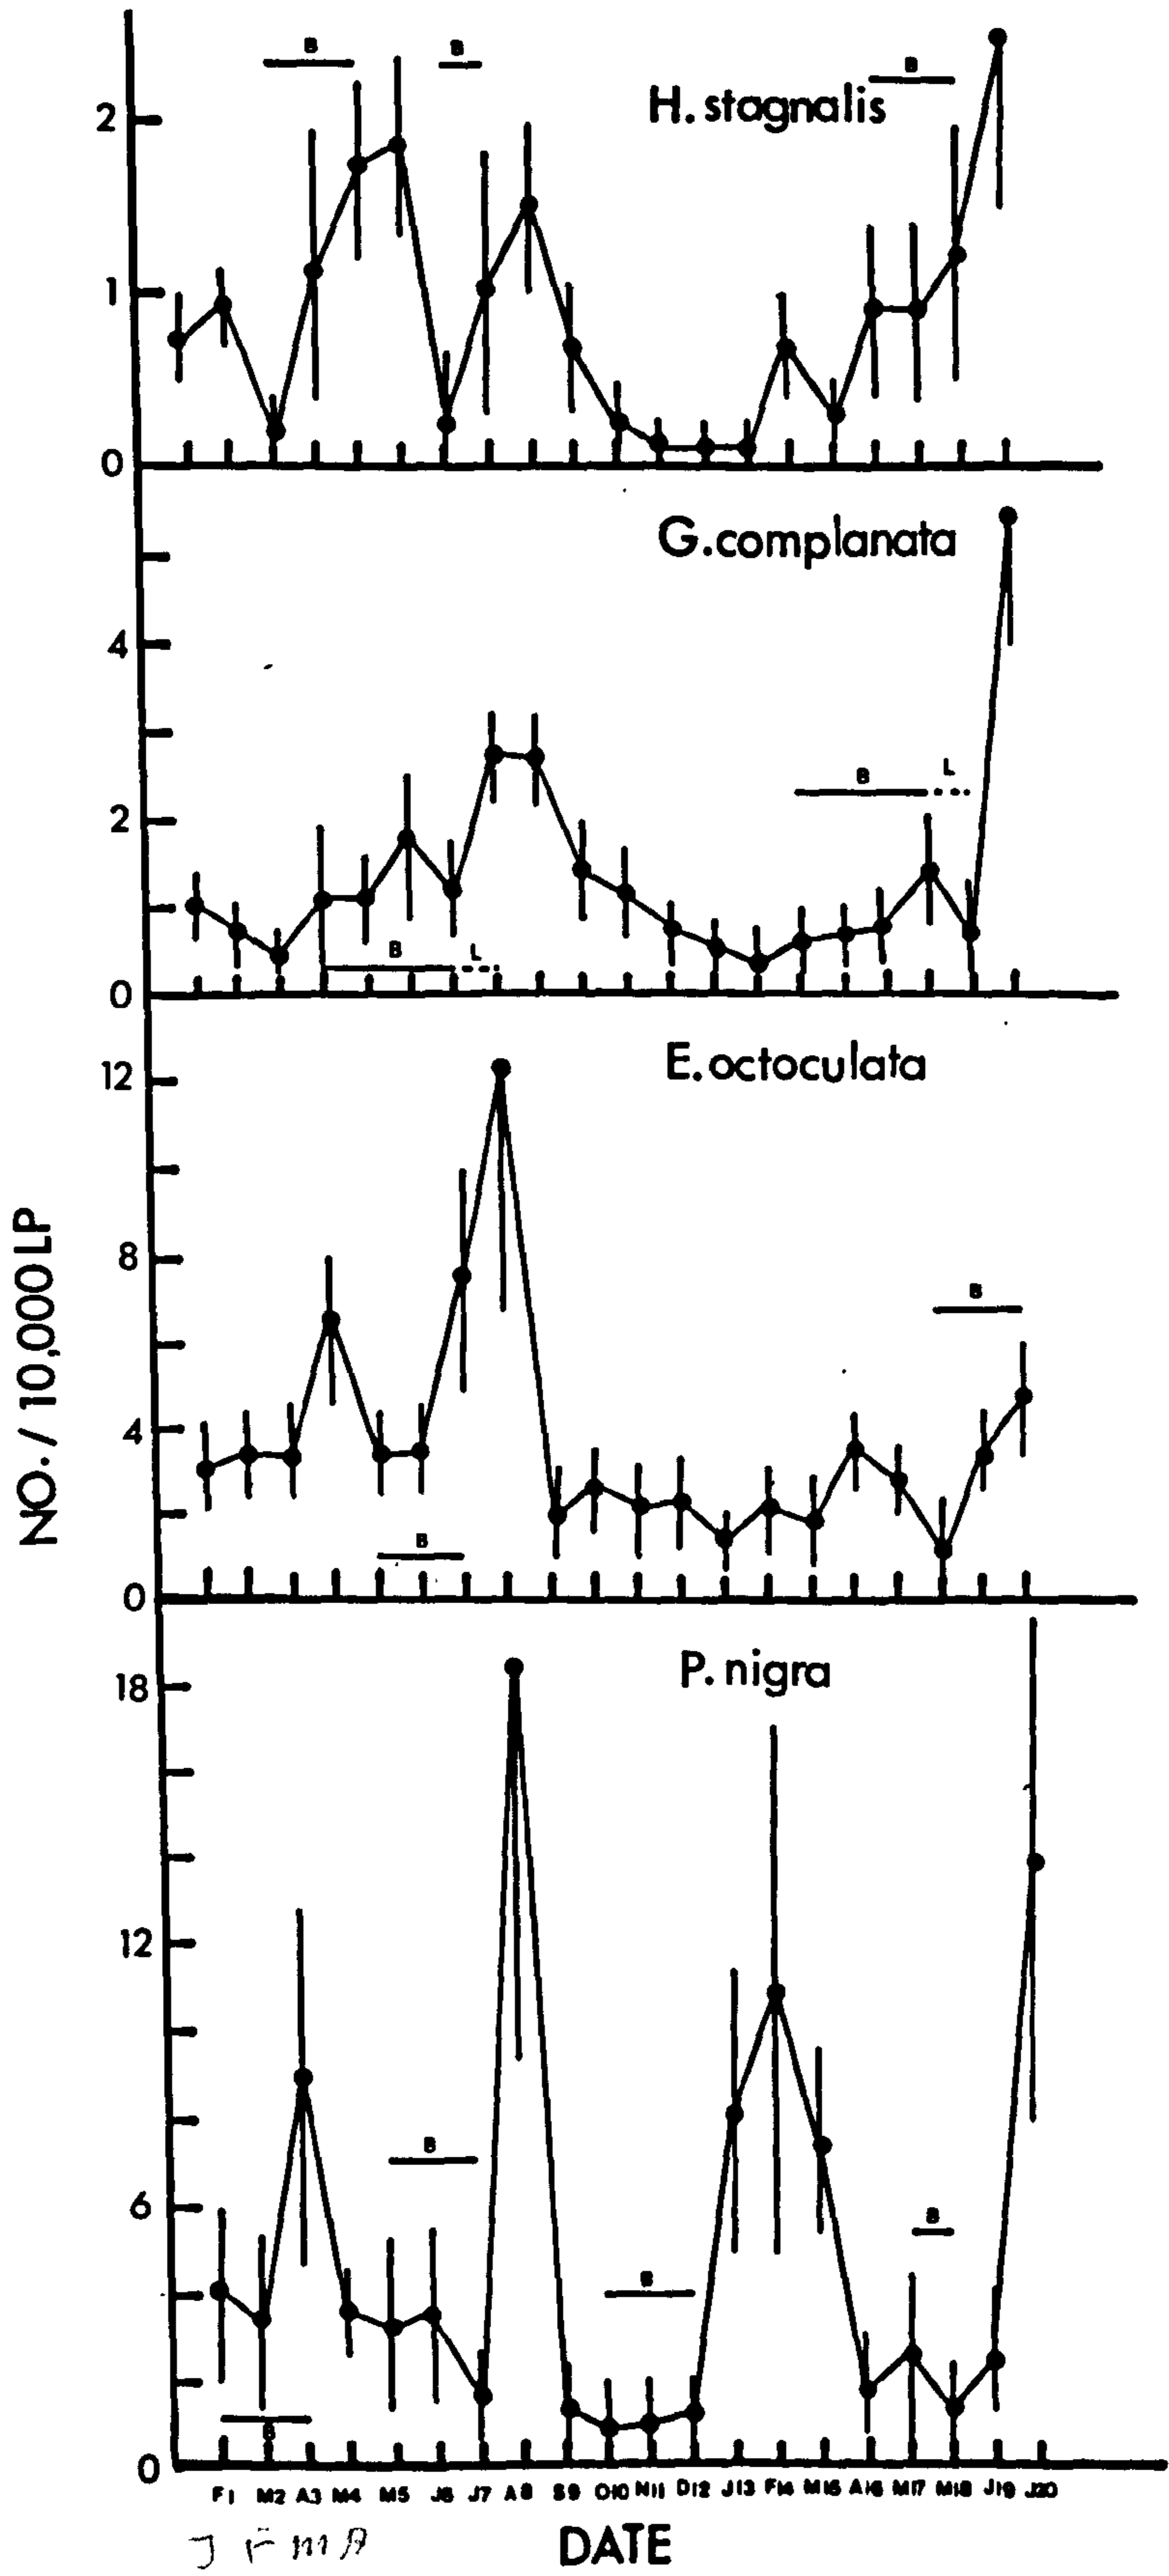 B B B
H. stagnalis
2
1
0
G. complanata
4
B L
2
B L
0
E. octoculata
12
8
B
4
B
0
NO. / 10,000 LP
P. nigra
18
12
B
6
B
B
B
0
F1 M2 A3 M4 M5 J6 J7 A8 S9 O10 N11 D12 J13 F14 M15 A16 M17 M18 J19 J20
J F M A
DATE